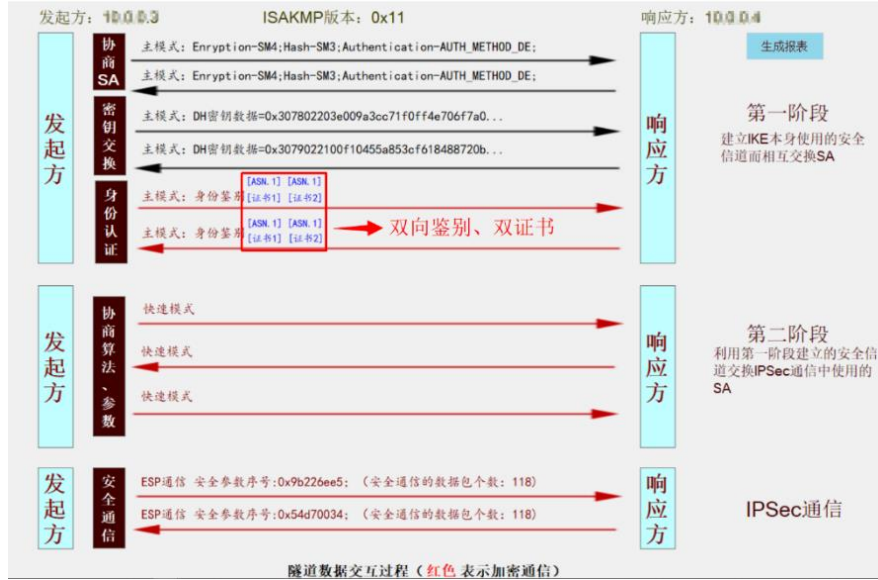 发起方：10.0.0.3
ISAKMP版本：0x11
响应方：10.0.0.4
生成报表
发起方
协商SA
主模式：Enryption-SM4;Hash-SM3;Authentication-AUTH_METHOD_DE;
主模式：Enryption-SM4;Hash-SM3;Authentication-AUTH_METHOD_DE;
密钥交换
主模式：DH密钥数据=0x307802203e009a3cc71f0ff4e706f7a0...
主模式：DH密钥数据=0x3079022100f10455a853cf618488720b...
身份认证
[ASN.1] [ASN.1]
主模式：身份鉴别[证书1] [证书2]
[ASN.1] [ASN.1]
主模式：身份鉴别[证书1] [证书2]
双向鉴别、双证书
响应方
第一阶段
建立IKE本身使用的安全
信道而相互交换SA
发起方
协商算法、参数
快速模式
快速模式
快速模式
响应方
第二阶段
利用第一阶段建立的安全信
道交换IPSec通信中使用的
SA
发起方
安全通信
ESP通信 安全参数序号:0x9b226ee5; （安全通信的数据包个数: 118）
ESP通信 安全参数序号:0x54d70034; （安全通信的数据包个数: 118）
响应方
IPSec通信
隧道数据交互过程（红色 表示加密通信）